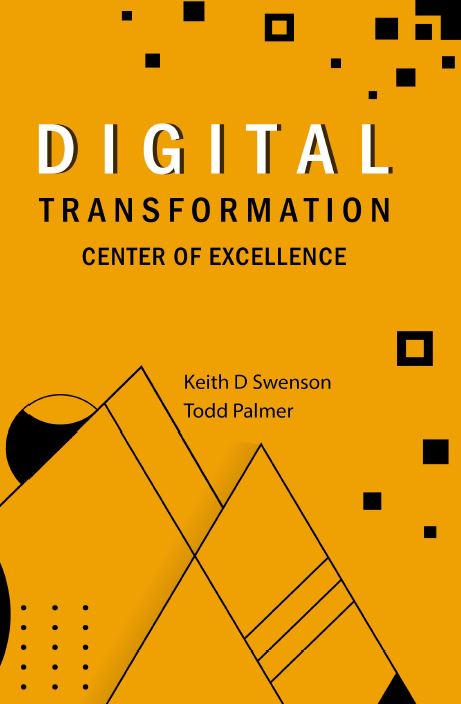 DIGITAL
TRANSFORMATION
CENTER OF EXCELLENCE
Keith D Swenson
Todd Palmer